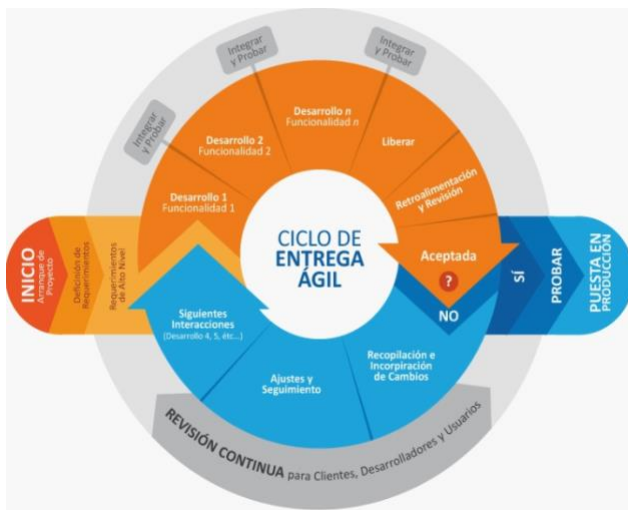 INICIO
Arranque de
Proyecto
Definición de
Requerimientos
Requerimientos
de Alto Nivel
Desarrollo 1
Funcionalidad 1
Integrar
y Probar
Desarrollo 2
Funcionalidad 2
Integrar
y Probar
Desarrollo n
Funcionalidad n
Integrar
y Probar
Liberar
Retroalimentación
y Revisión
Aceptada
?
SÍ
PROBAR
PUESTA EN
PRODUCCIÓN
NO
Recopilación e
Incorpiración
de Cambios
Ajustes y
Seguimiento
Siguientes
Interacciones
(Desarrollo 4, 5, étc...)
CICLO DE
ENTREGA
ÁGIL
REVISIÓN CONTINUA para Clientes, Desarrolladores y Usuarios